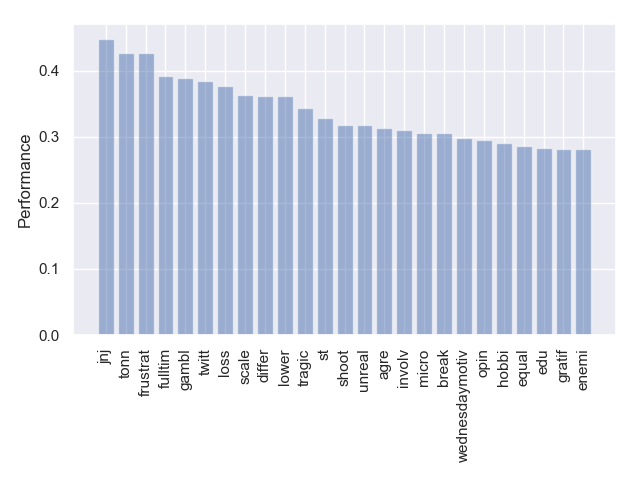 Performance
0.4
0.3
0.2
0.1
0.0
jnj
tonn
frustrat
fulltim
gambl
twitt
loss
scale
differ
lower
tragic
st
shoot
unreal
agre
involv
micro
break
wednesdaymotiv
opin
hobbi
equal
edu
gratif
enemi